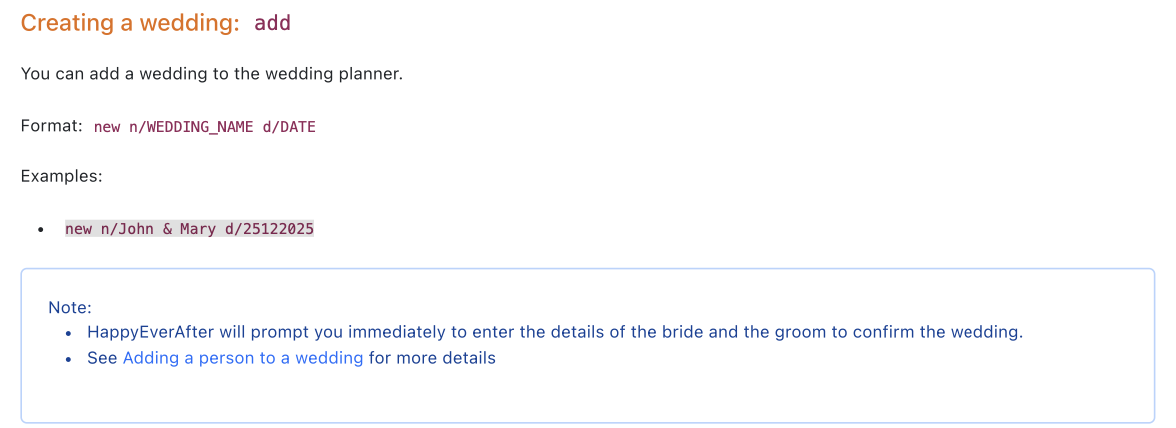 Creating a wedding: add
You can add a wedding to the wedding planner.
Format: new n/WEDDING_NAME d/DATE
Examples:
• new n/John & Mary d/25122025
Note:
• HappyEverAfter will prompt you immediately to enter the details of the bride and the groom to confirm the wedding.
• See Adding a person to a wedding for more details